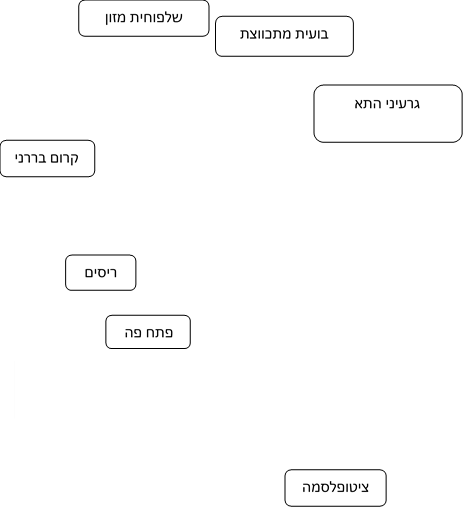 שלפוחית מזון
בועית מתכווצת
גרעיני התא
קרום בררני
ריסים
פתח פה
ציטופלסמה